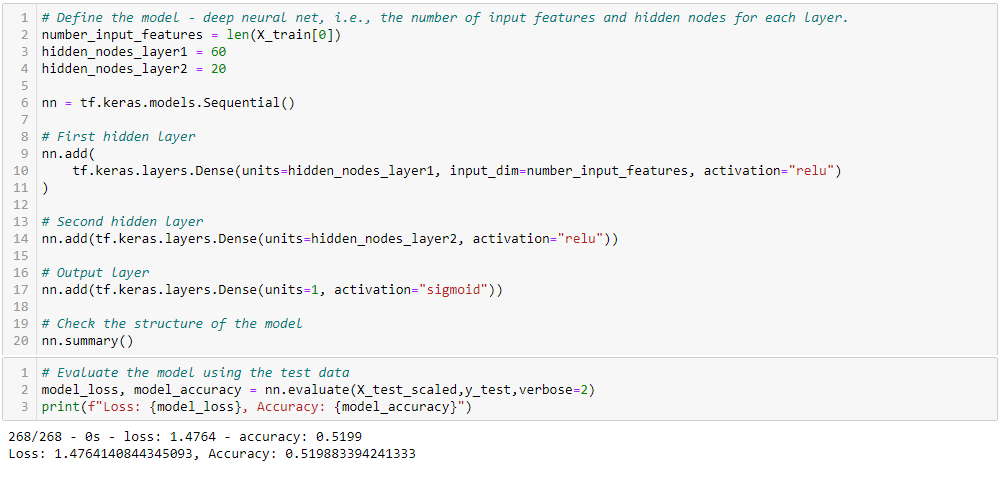 1 # Define the model - deep neural net, i.e., the number of input features and hidden nodes for each layer.
2 number_input_features = len(X_train[0])
3 hidden_nodes_layer1 = 60
4 hidden_nodes_layer2 = 20
5
6 nn = tf.keras.models.Sequential()
7
8 # First hidden layer
9 nn.add(
10     tf.keras.layers.Dense(units=hidden_nodes_layer1, input_dim=number_input_features, activation="relu")
11 )
12
13 # Second hidden layer
14 nn.add(tf.keras.layers.Dense(units=hidden_nodes_layer2, activation="relu"))
15
16 # Output layer
17 nn.add(tf.keras.layers.Dense(units=1, activation="sigmoid"))
18
19 # Check the structure of the model
20 nn.summary()
1 # Evaluate the model using the test data
2 model_loss, model_accuracy = nn.evaluate(X_test_scaled,y_test,verbose=2)
3 print(f"Loss: {model_loss}, Accuracy: {model_accuracy}")
268/268 - 0s - loss: 1.4764 - accuracy: 0.5199
Loss: 1.4764140844345093, Accuracy: 0.519883394241333